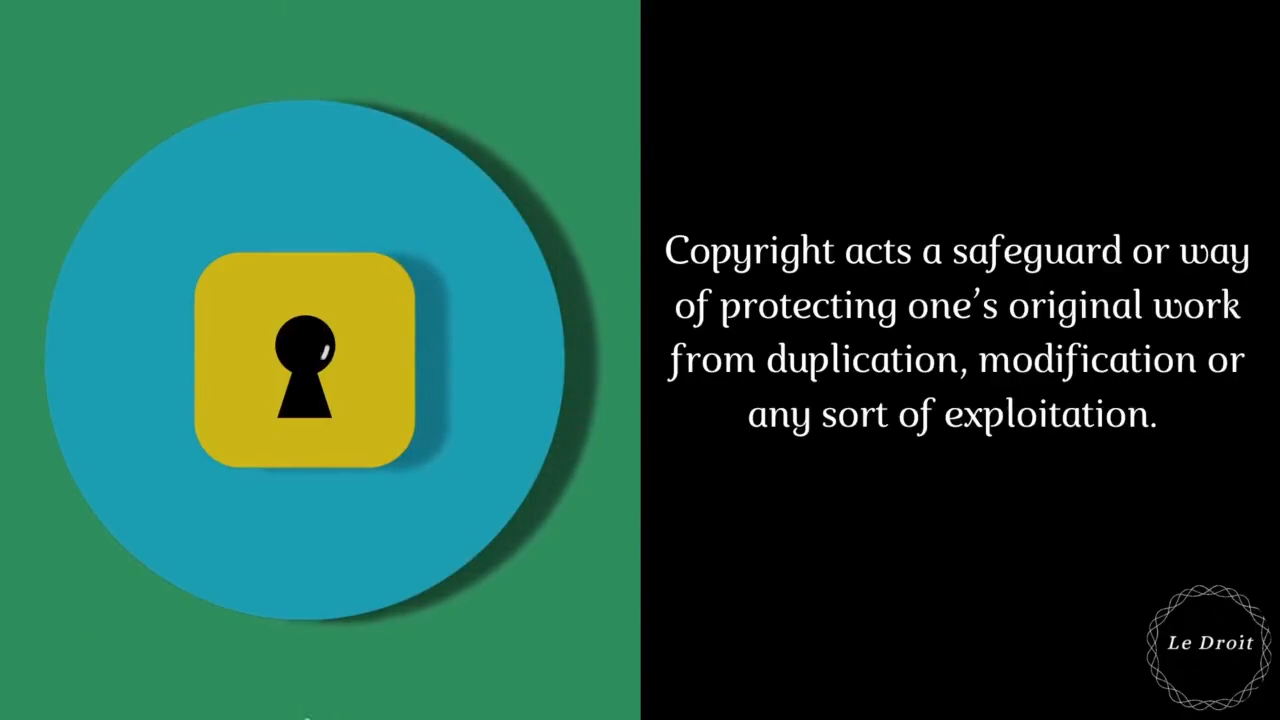 Copyright acts a safeguard or way
of protecting one’s original work
from duplication, modification or
any sort of exploitation.
Le Droit